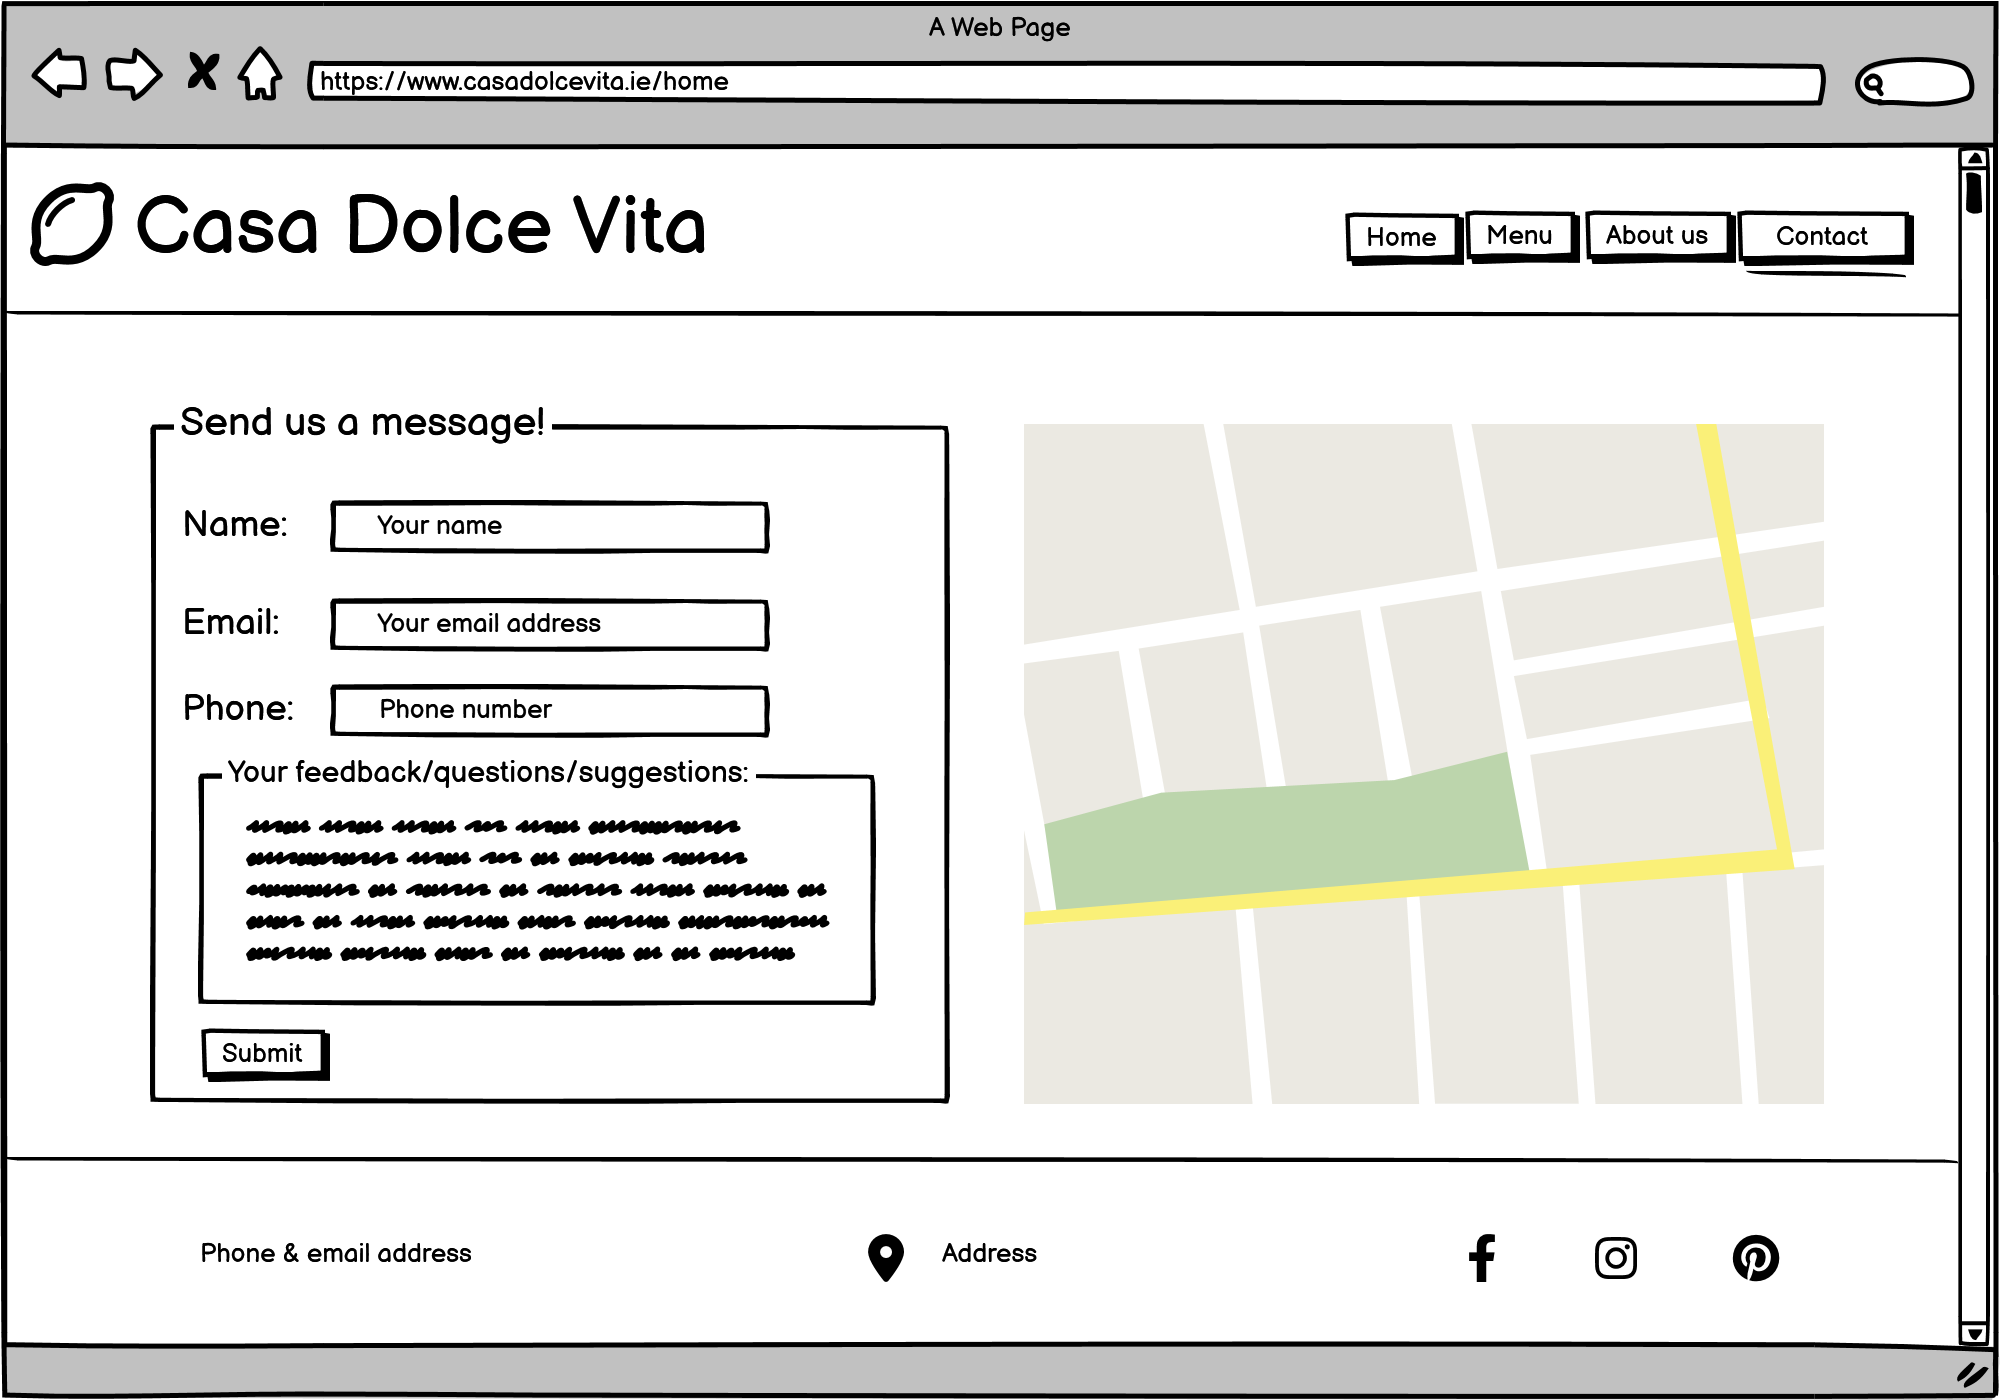 A Web Page
https://www.casadolcevita.ie/home
Casa Dolce Vita
Home Menu About us Contact
Send us a message!
Name: Your name
Email: Your email address
Phone: Phone number
Your feedback/questions/suggestions:
Submit
Phone & email address Address